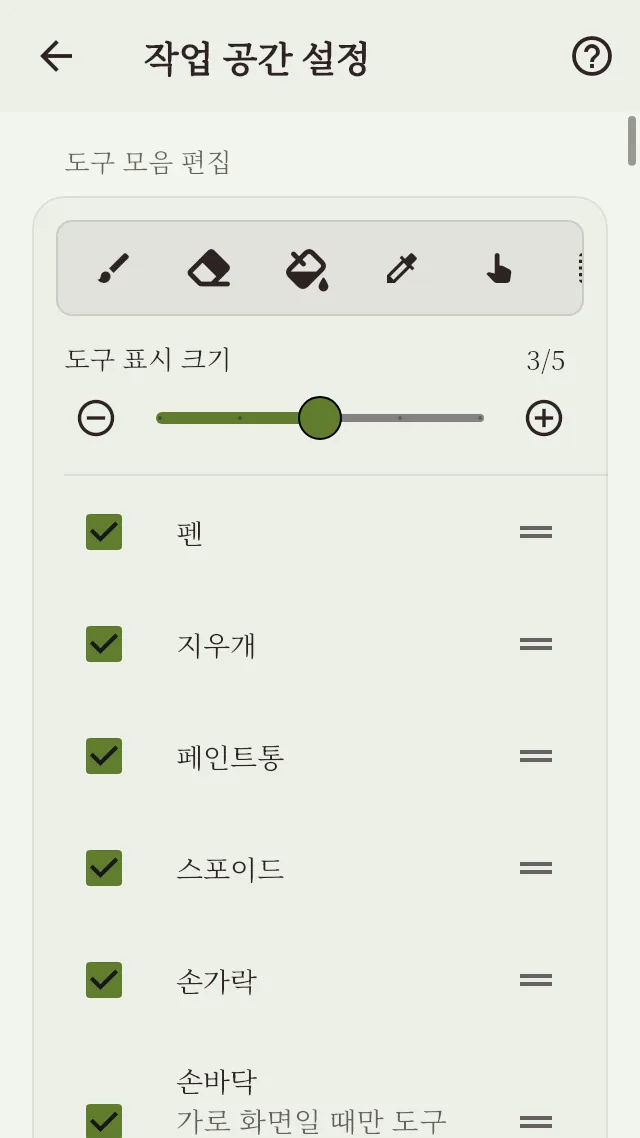 작업 공간 설정
도구 모음 편집
도구 표시 크기
3/5
펜
지우개
페인트통
스포이드
손가락
손바닥
가로 화면일 때만 도구